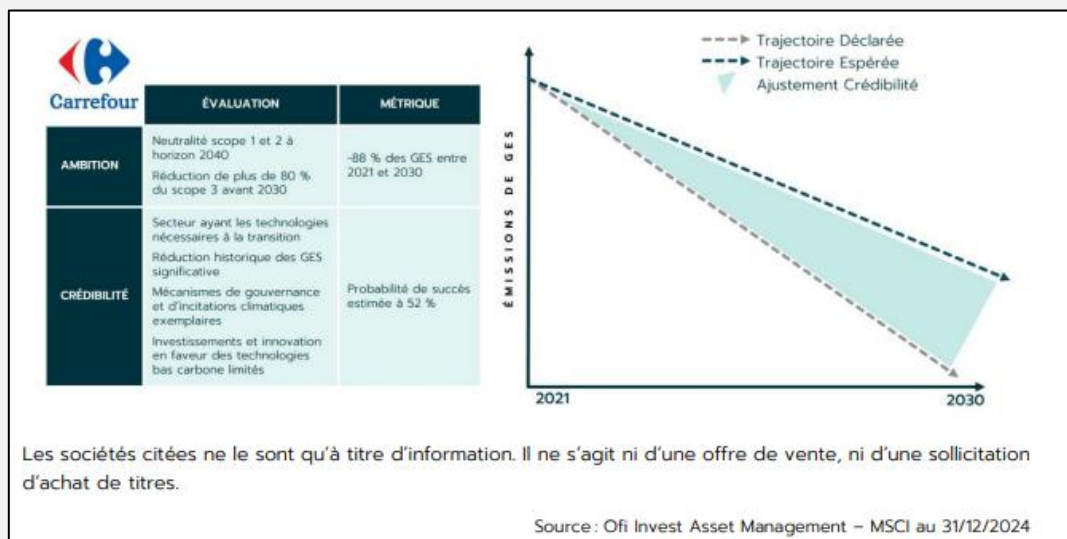 Carrefour
ÉVALUATION
MÉTRIQUE
AMBITION
Neutralité scope 1 et 2 à
horizon 2040
Réduction de plus de 80 %
du scope 3 avant 2030
-88 % des GES entre
2021 et 2030
CRÉDIBILITÉ
Secteur ayant les technologies
nécessaires à la transition
Réduction historique des GES
significative
Mécanismes de gouvernance
et d'incitations climatiques
exemplaires
Investissements et innovation
en faveur des technologies
bas carbone limités
Probabilité de succès
estimée à 52 %
Trajectoire Déclarée
Trajectoire Espérée
Ajustement Crédibilité
ÉMISSIONS DE GES
2021
2030
Les sociétés citées ne le sont qu'à titre d'information. Il ne s'agit ni d'une offre de vente, ni d'une sollicitation
d'achat de titres.
Source : Ofi Invest Asset Management – MSCI au 31/12/2024